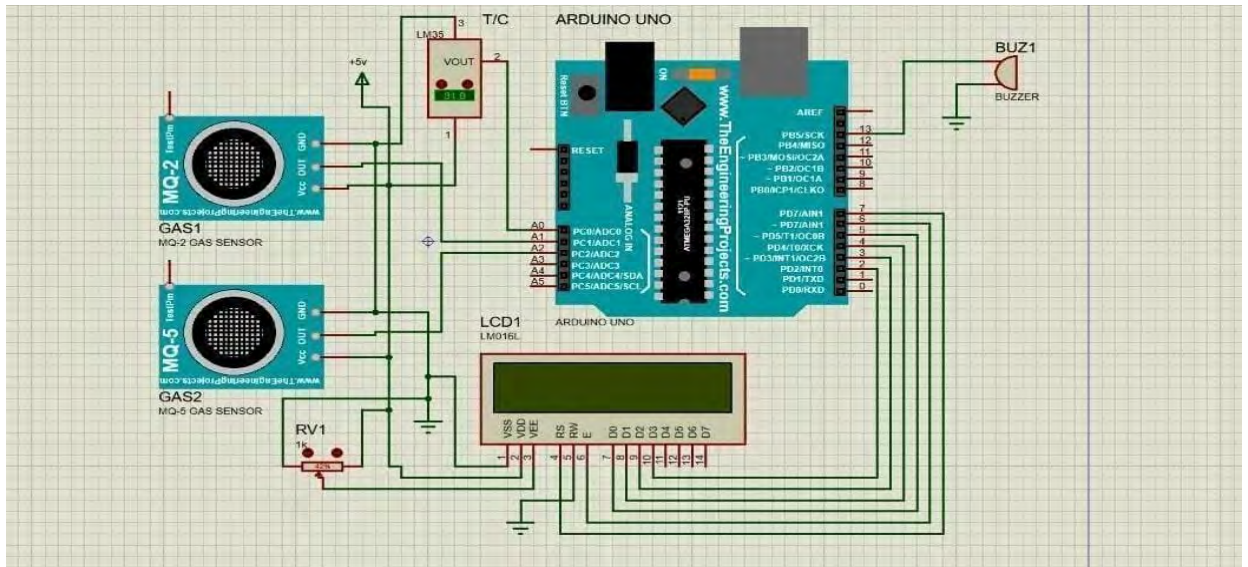 T/C
LM35
3
VOUT
2
1
+5v
ARDUINO UNO
Reset BTN
ON
www.TheEngineeringProjects.com
RESET
ANALOG IN
U1
ATMEGA328P-PU
AREF
PB5/SCK 13
PB4/MISO 12
~ PB3/MOSI/OC2A 11
~ PB2/OC1B 10
~ PB1/OC1A 9
PB0/ICP1/CLKO 8
PD7/AIN1 7
~ PD7/AIN1 6
~ PD5/T1/OC0B 5
PD4/T0/XCK 4
~ PD3/INT1/OC2B 3
PD2/INT0 2
PD1/TXD 1
PD0/RXD 0
A0 PC0/ADC0
A1 PC1/ADC1
A2 PC2/ADC2
A3 PC3/ADC3
A4 PC4/ADC4/SDA
A5 PC5/ADC5/SCL
ARDUINO UNO
BUZ1
BUZZER
TestPin
MQ-2
GND
OUT
Vcc
www.TheEngineeringProjects.com
GAS1
MQ-2 GAS SENSOR
TestPin
MQ-5
GND
OUT
Vcc
www.TheEngineeringProjects.com
GAS2
MQ-5 GAS SENSOR
RV1
1k
42%
LCD1
LM016L
VSS VDD VEE RS RW E D0 D1 D2 D3 D4 D5 D6 D7
1 2 3 4 5 6 7 8 9 10 11 12 13 14